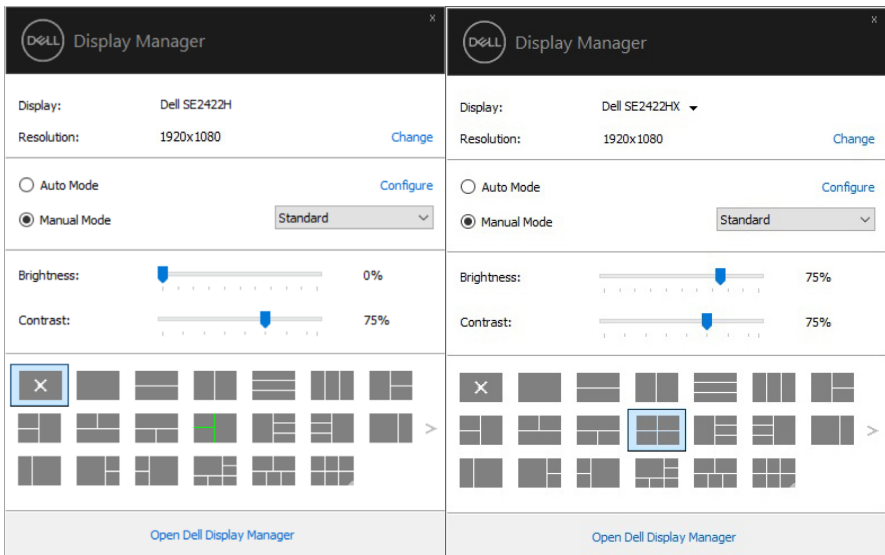 DELL Display Manager x
Display: Dell SE2422H
Resolution: 1920x1080 Change
Auto Mode Configure
Manual Mode Standard
Brightness: 0%
Contrast: 75%
Open Dell Display Manager
DELL Display Manager x
Display: Dell SE2422HX
Resolution: 1920x1080 Change
Auto Mode Configure
Manual Mode Standard
Brightness: 75%
Contrast: 75%
Open Dell Display Manager